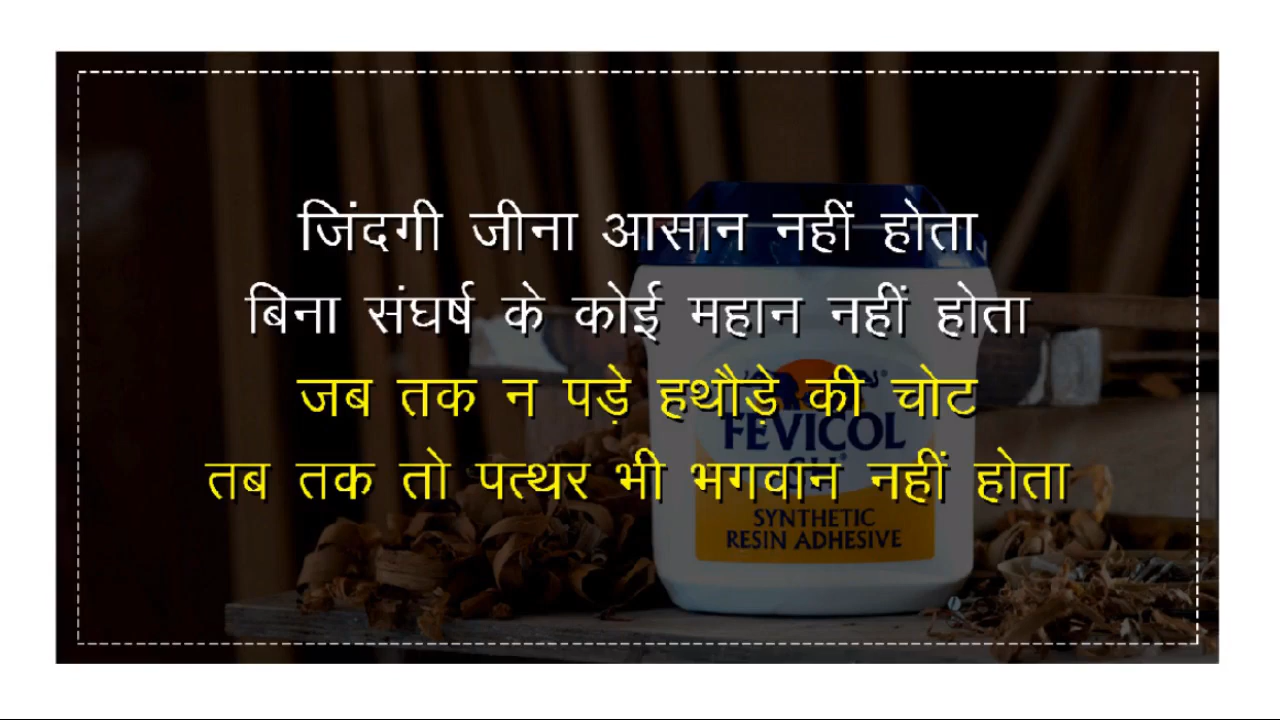 जिंदगी जीना आसान नहीं होता
बिना संघर्ष के कोई महान नहीं होता
जब तक न पड़े हथौड़े की चोट
तब तक तो पत्थर भी भगवान नहीं होता
FEVICOL
SH
SYNTHETIC
RESIN ADHESIVE